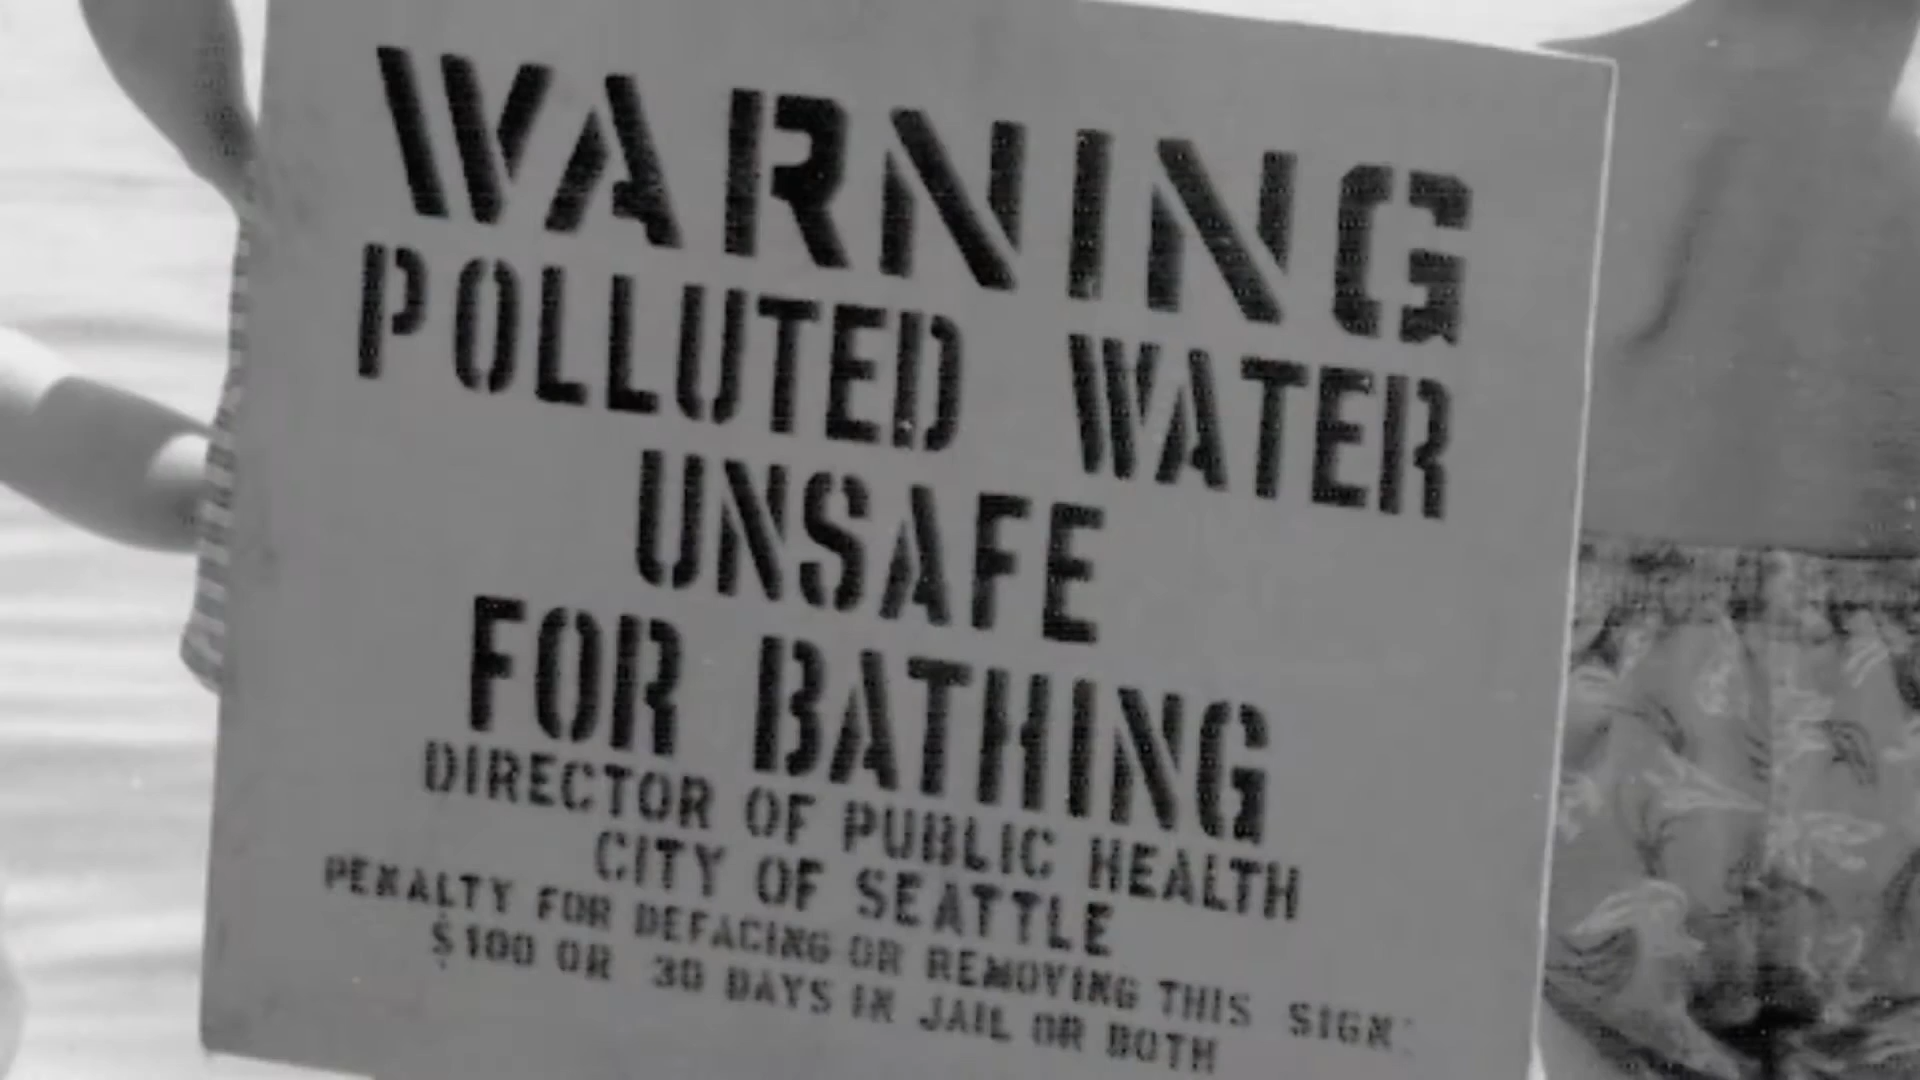 WARNING
POLLUTED WATER
UNSAFE
FOR BATHING
DIRECTOR OF PUBLIC HEALTH
CITY OF SEATTLE
PENALTY FOR DEFACING OR REMOVING THIS SIGN:
$100 OR 30 DAYS IN JAIL OR BOTH